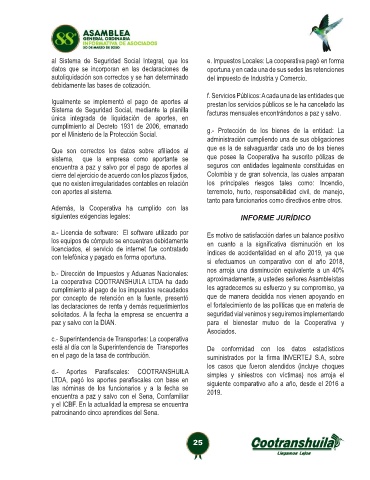 88
ASAMBLEA
GENERAL ORDINARIA
INFORMATIVA DE ASOCIADOS
20 DE MARZO DE 2020
al Sistema de Seguridad Social Integral, que los
datos que se incorporan en las declaraciones de
autoliquidación son correctos y se han determinado
debidamente las bases de cotización.
Igualmente se implementó el pago de aportes al
Sistema de Seguridad Social, mediante la planilla
única integrada de liquidación de aportes, en
cumplimiento al Decreto 1931 de 2006, emanado
por el Ministerio de la Protección Social.
Que son correctos los datos sobre afiliados al
sistema, que la empresa como aportante se
encuentra a paz y salvo por el pago de aportes al
cierre del ejercicio de acuerdo con los plazos fijados,
que no existen irregularidades contables en relación
con aportes al sistema.
Además, la Cooperativa ha cumplido con las
siguientes exigencias legales:
a.- Licencia de software: El software utilizado por
los equipos de cómputo se encuentran debidamente
licenciados, el servicio de internet fue contratado
con telefónica y pagado en forma oportuna.
b.- Dirección de Impuestos y Aduanas Nacionales:
La cooperativa COOTRANSHUILA LTDA ha dado
cumplimiento al pago de los impuestos recaudados
por concepto de retención en la fuente, presentó
las declaraciones de renta y demás requerimientos
solicitados. A la fecha la empresa se encuentra a
paz y salvo con la DIAN.
c.- Superintendencia de Transportes: La cooperativa
está al día con la Superintendencia de Transportes
en el pago de la tasa de contribución.
d.- Aportes Parafiscales: COOTRANSHUILA
LTDA, pagó los aportes parafiscales con base en
las nóminas de los funcionarios y a la fecha se
encuentra a paz y salvo con el Sena, Comfamiliar
y el ICBF. En la actualidad la empresa se encuentra
patrocinando cinco aprendices del Sena.
e. Impuestos Locales: La cooperativa pagó en forma
oportuna y en cada una de sus sedes las retenciones
del Impuesto de Industria y Comercio.
f. Servicios Públicos: A cada una de las entidades que
prestan los servicios públicos se le ha cancelado las
facturas mensuales encontrándonos a paz y salvo.
g.- Protección de los bienes de la entidad: La
administración cumpliendo una de sus obligaciones
que es la de salvaguardar cada uno de los bienes
que posee la Cooperativa ha suscrito pólizas de
seguros con entidades legalmente constituidas en
Colombia y de gran solvencia, las cuales amparan
los principales riesgos tales como: Incendio,
terremoto, hurto, responsabilidad civil, de manejo,
tanto para funcionarios como directivos entre otros.
INFORME JURÍDICO
Es motivo de satisfacción darles un balance positivo
en cuanto a la significativa disminución en los
índices de accidentalidad en el año 2019, ya que
si efectuamos un comparativo con el año 2018,
nos arroja una disminución equivalente a un 40%
aproximadamente, a ustedes señores Asambleístas
les agradecemos su esfuerzo y su compromiso, ya
que de manera decidida nos vienen apoyando en
el fortalecimiento de las políticas que en materia de
seguridad vial venimos y seguiremos implementando
para el bienestar mutuo de la Cooperativa y
Asociados.
De conformidad con los datos estadísticos
suministrados por la firma INVERTEJ S.A, sobre
los casos que fueron atendidos (incluye choques
simples y siniestros con víctimas) nos arroja el
siguiente comparativo año a año, desde el 2016 a
2019.
25
Cootranshuila
Llegamos Lejos